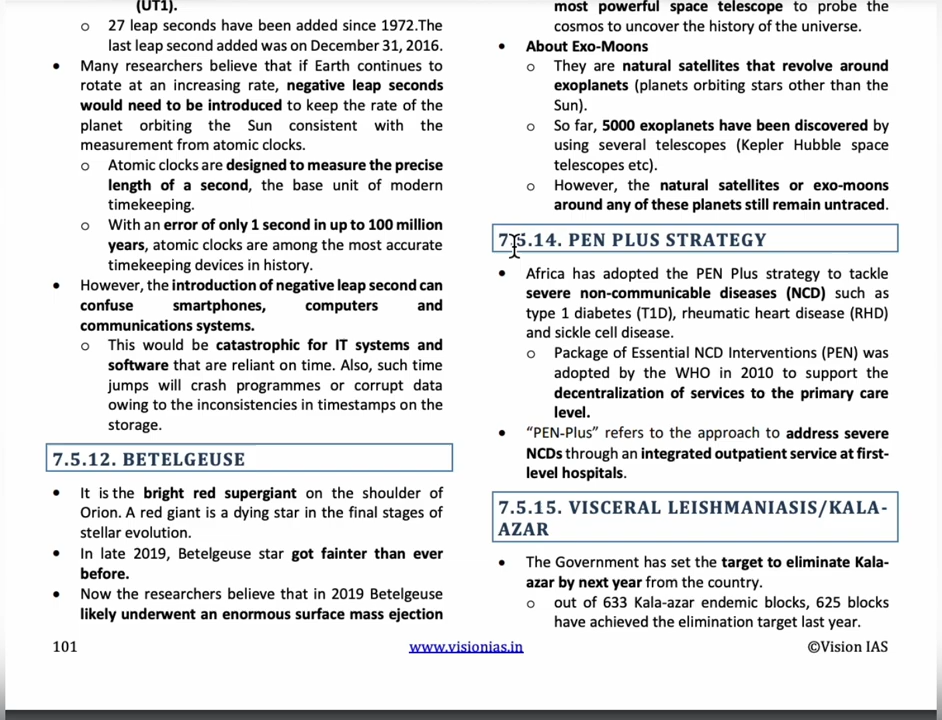 (UT1).
o 27 leap seconds have been added since 1972.The
last leap second added was on December 31, 2016.
• Many researchers believe that if Earth continues to
rotate at an increasing rate, negative leap seconds
would need to be introduced to keep the rate of the
planet orbiting the Sun consistent with the
measurement from atomic clocks.
o Atomic clocks are designed to measure the precise
length of a second, the base unit of modern
timekeeping.
o With an error of only 1 second in up to 100 million
years, atomic clocks are among the most accurate
timekeeping devices in history.
• However, the introduction of negative leap second can
confuse smartphones, computers and
communications systems.
o This would be catastrophic for IT systems and
software that are reliant on time. Also, such time
jumps will crash programmes or corrupt data
owing to the inconsistencies in timestamps on the
storage.
7.5.12. BETELGEUSE
• It is the bright red supergiant on the shoulder of
Orion. A red giant is a dying star in the final stages of
stellar evolution.
• In late 2019, Betelgeuse star got fainter than ever
before.
• Now the researchers believe that in 2019 Betelgeuse
likely underwent an enormous surface mass ejection
most powerful space telescope to probe the
cosmos to uncover the history of the universe.
• About Exo-Moons
o They are natural satellites that revolve around
exoplanets (planets orbiting stars other than the
Sun).
o So far, 5000 exoplanets have been discovered by
using several telescopes (Kepler Hubble space
telescopes etc).
o However, the natural satellites or exo-moons
around any of these planets still remain untraced.
7.5.14. PEN PLUS STRATEGY
• Africa has adopted the PEN Plus strategy to tackle
severe non-communicable diseases (NCD) such as
type 1 diabetes (T1D), rheumatic heart disease (RHD)
and sickle cell disease.
o Package of Essential NCD Interventions (PEN) was
adopted by the WHO in 2010 to support the
decentralization of services to the primary care
level.
• “PEN-Plus” refers to the approach to address severe
NCDs through an integrated outpatient service at first-
level hospitals.
7.5.15. VISCERAL LEISHMANIASIS/KALA-
AZAR
• The Government has set the target to eliminate Kala-
azar by next year from the country.
o out of 633 Kala-azar endemic blocks, 625 blocks
have achieved the elimination target last year.
101 www.visionias.in ©Vision IAS